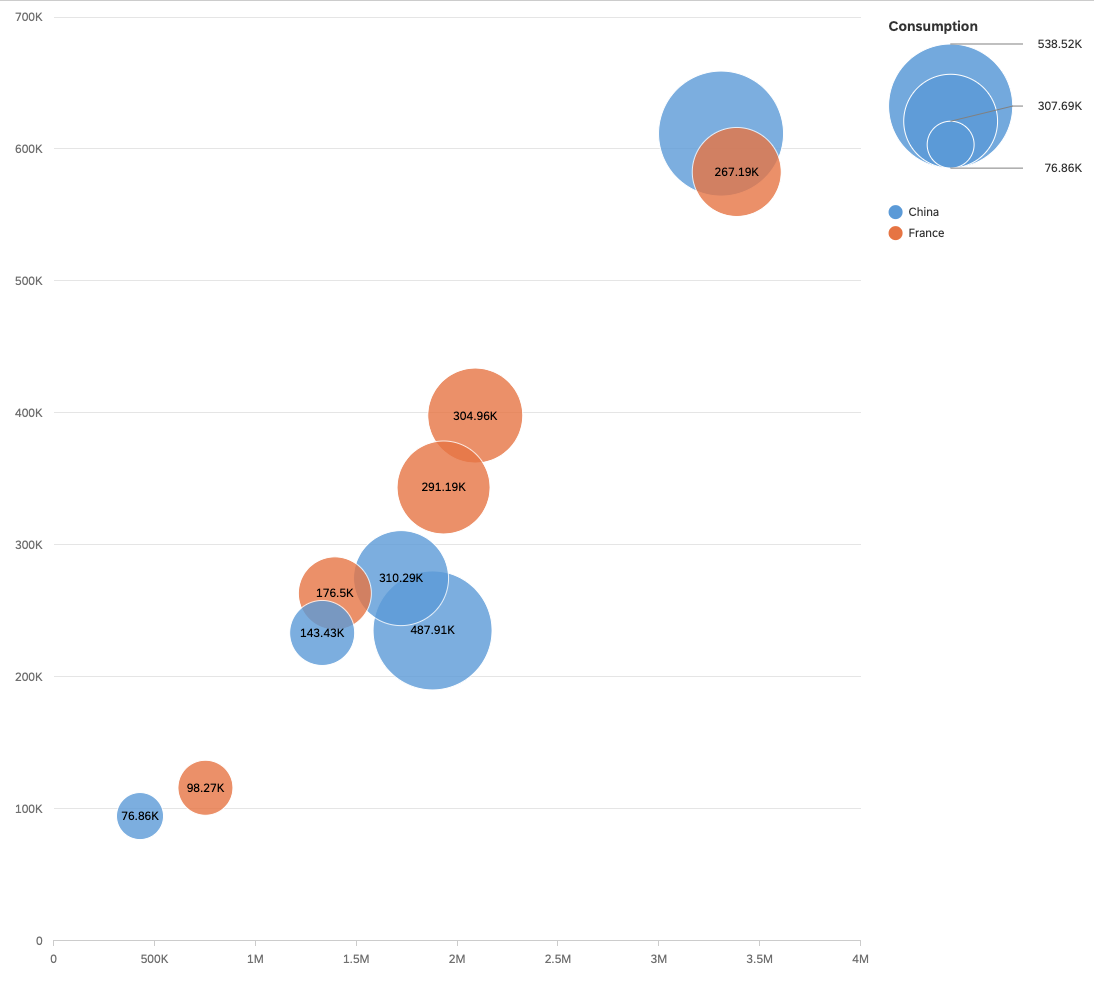 700K
600K
500K
400K
300K
200K
100K
0
0 500K 1M 1.5M 2M 2.5M 3M 3.5M 4M
267.19K
304.96K
291.19K
310.29K
176.5K
487.91K
143.43K
98.27K
76.86K
Consumption
538.52K
307.69K
76.86K
China
France